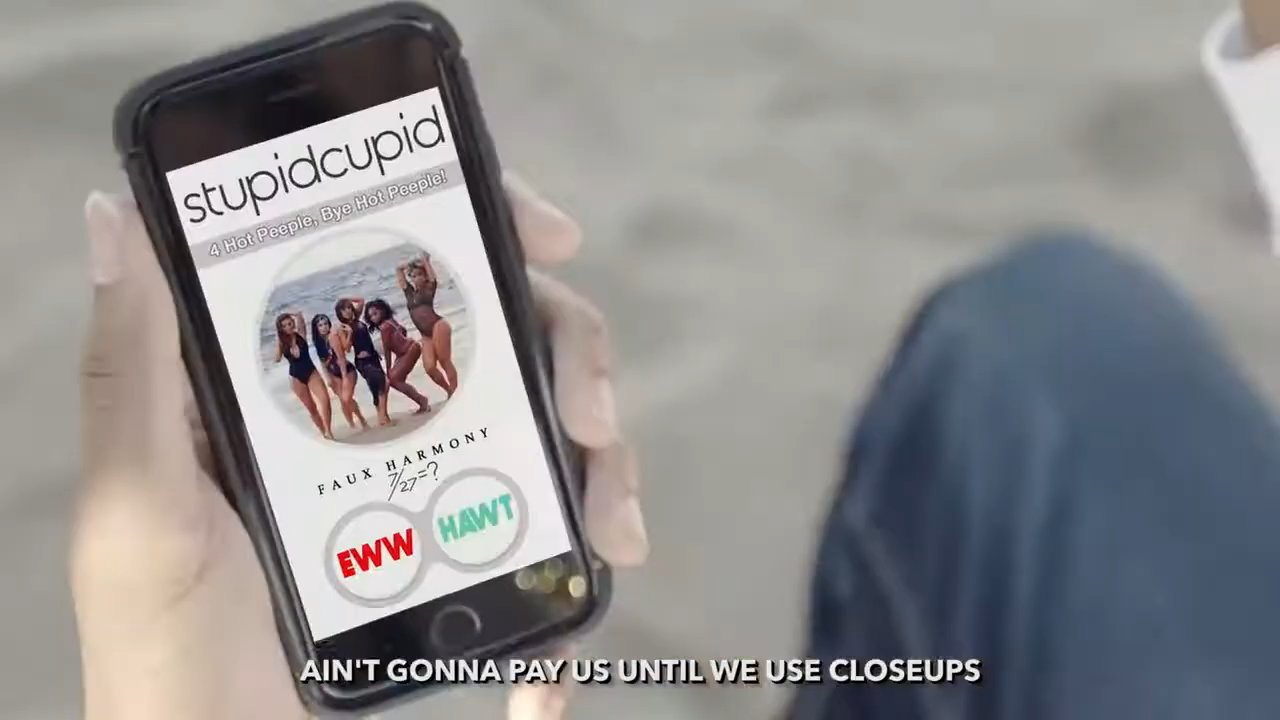 stupidcupid
4 Hot Peeple, Bye Hot Peeple!
FAUX HARMONY
7/27=?
EWW
HAWT
AIN'T GONNA PAY US UNTIL WE USE CLOSEUPS